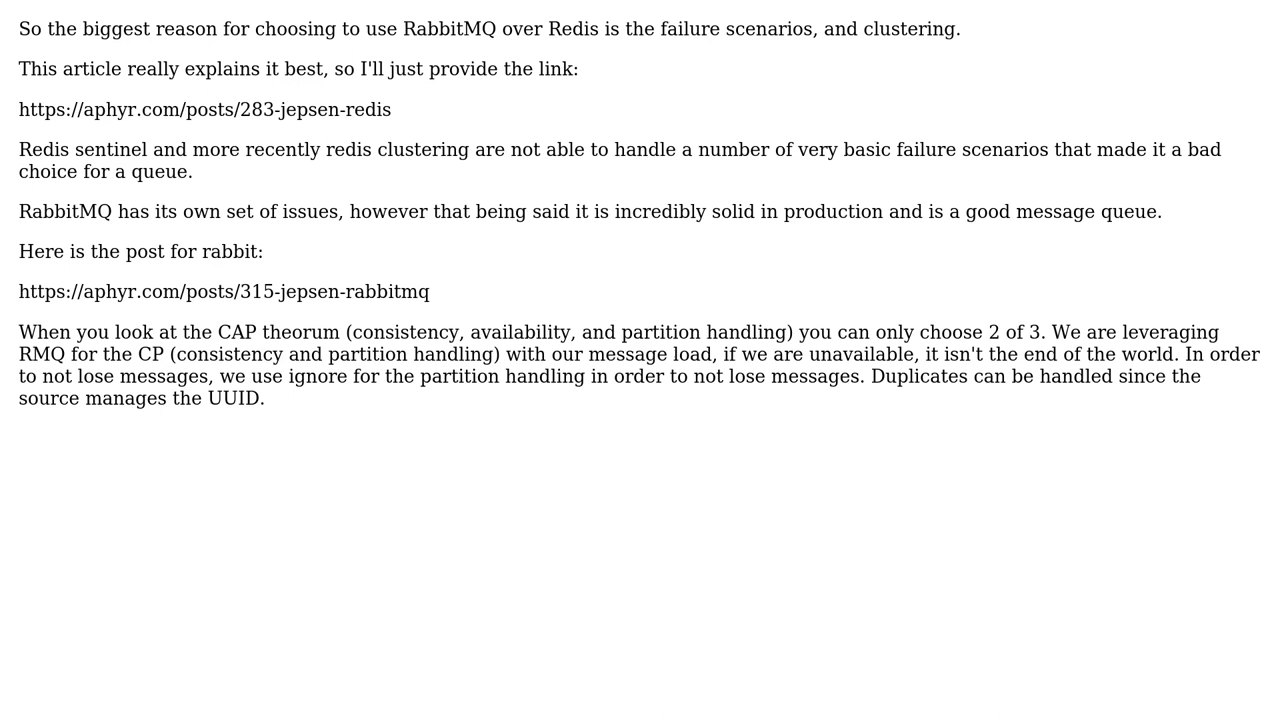 So the biggest reason for choosing to use RabbitMQ over Redis is the failure scenarios, and clustering.
This article really explains it best, so I'll just provide the link:
https://aphyr.com/posts/283-jepsen-redis
Redis sentinel and more recently redis clustering are not able to handle a number of very basic failure scenarios that made it a bad
choice for a queue.
RabbitMQ has its own set of issues, however that being said it is incredibly solid in production and is a good message queue.
Here is the post for rabbit:
https://aphyr.com/posts/315-jepsen-rabbitmq
When you look at the CAP theorum (consistency, availability, and partition handling) you can only choose 2 of 3. We are leveraging
RMQ for the CP (consistency and partition handling) with our message load, if we are unavailable, it isn't the end of the world. In order
to not lose messages, we use ignore for the partition handling in order to not lose messages. Duplicates can be handled since the
source manages the UUID.